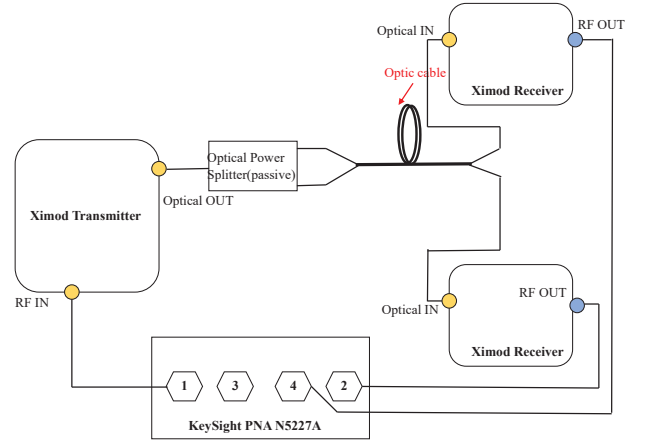 Optical IN
RF OUT
Optic cable
Ximod Receiver
Optical Power
Splitter(passive)
Optical OUT
Ximod Transmitter
RF IN
RF OUT
Optical IN
Ximod Receiver
1
3
4
2
KeySight PNA N5227A